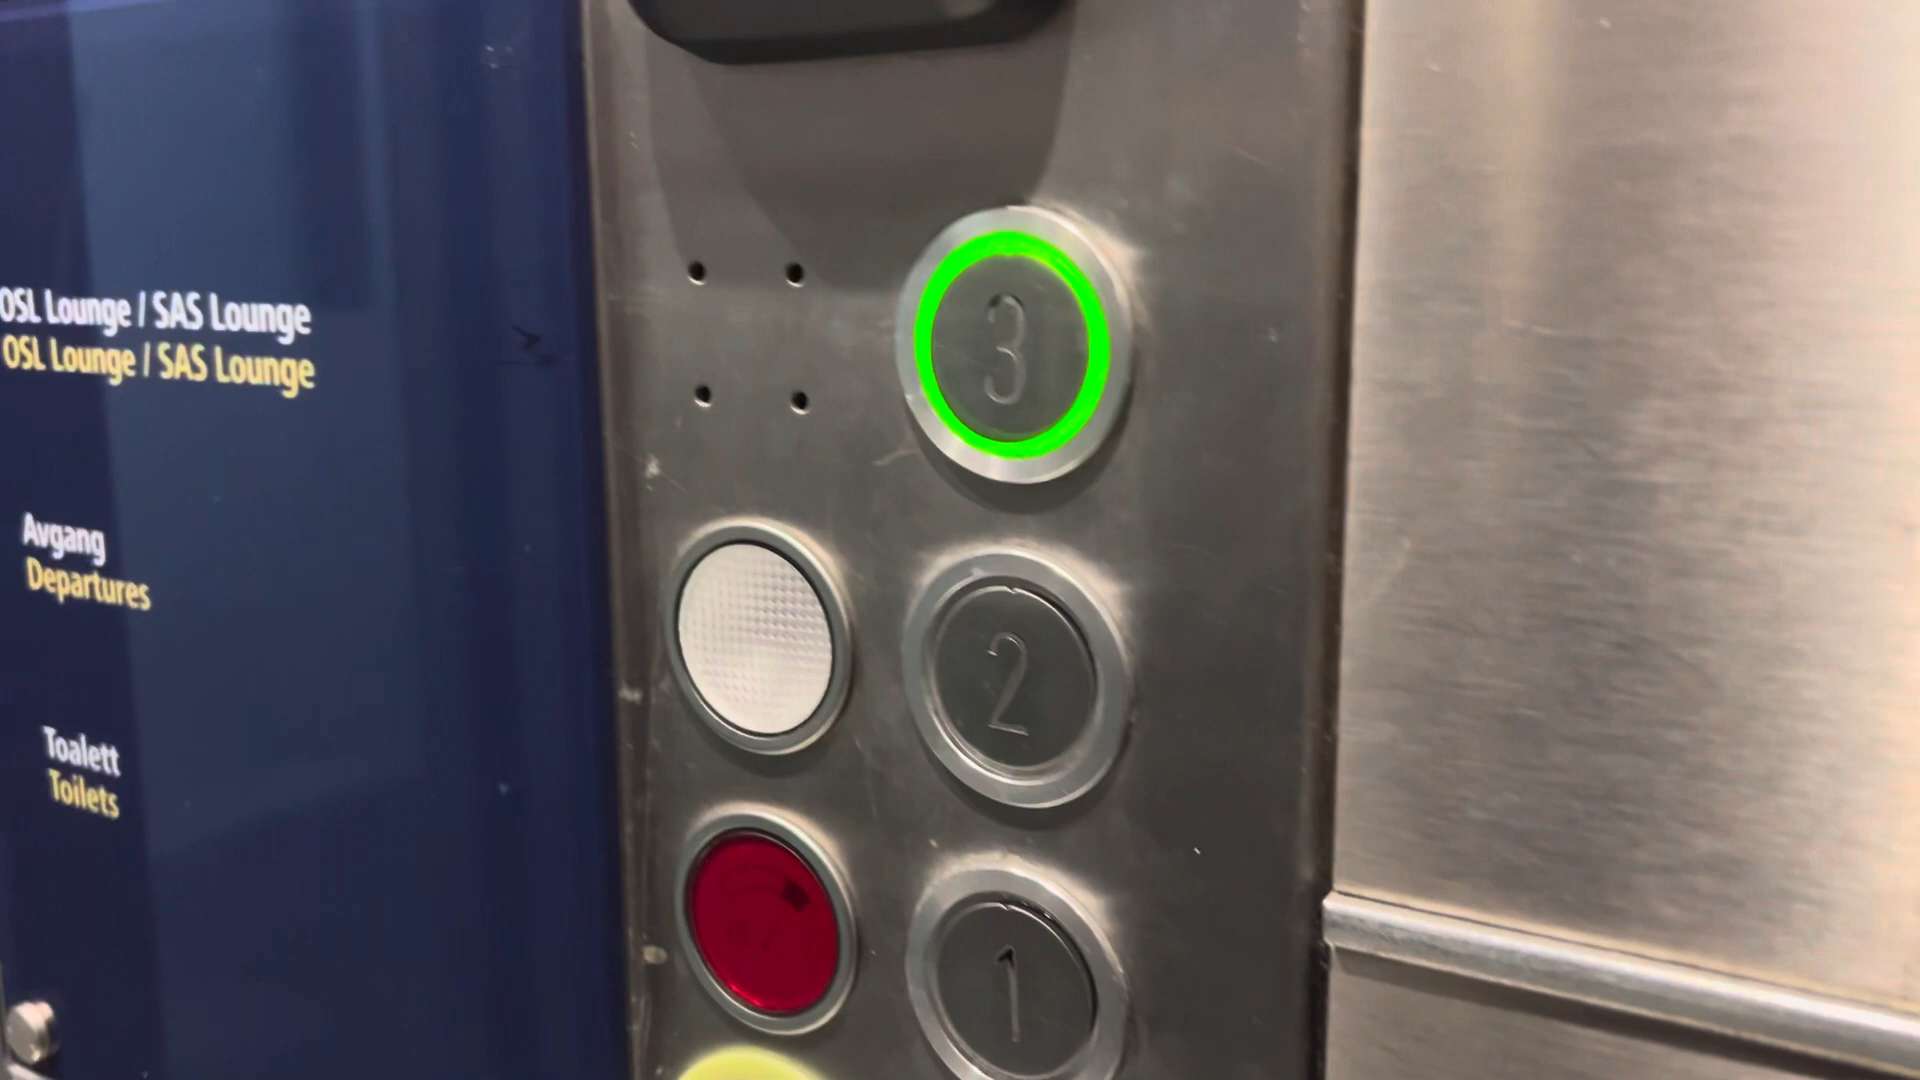 OSL Lounge / SAS Lounge
OSL Lounge / SAS Lounge
Avgang
Departures
Toalett
Toilets
3
2
1